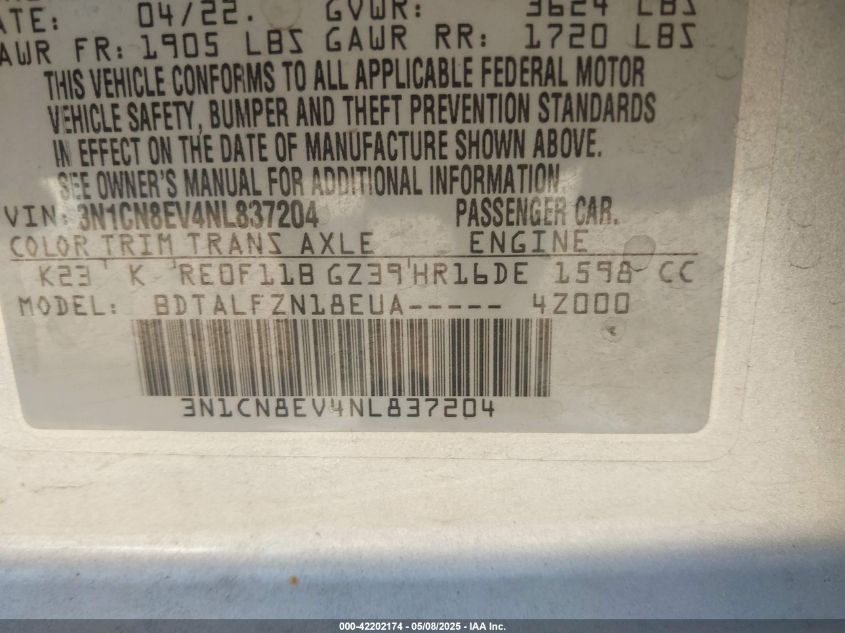 ATE: 04/22. GVWR: 3624 LBS
AWR FR: 1905 LBS GAWR RR: 1720 LBS
THIS VEHICLE CONFORMS TO ALL APPLICABLE FEDERAL MOTOR
VEHICLE SAFETY, BUMPER AND THEFT PREVENTION STANDARDS
IN EFFECT ON THE DATE OF MANUFACTURE SHOWN ABOVE.
SEE OWNER'S MANUAL FOR ADDITIONAL INFORMATION
VIN: 3N1CN8EV4NL837204 PASSENGER CAR.
COLOR TRIM TRANS AXLE ENGINE
K23 K RE0F11B GZ39 HR16DE 1598 CC
MODEL: BDTALFZN18EUA----- 4Z000
3N1CN8EV4NL837204
000-42202174 | 05/08/2025 - IAA Inc.